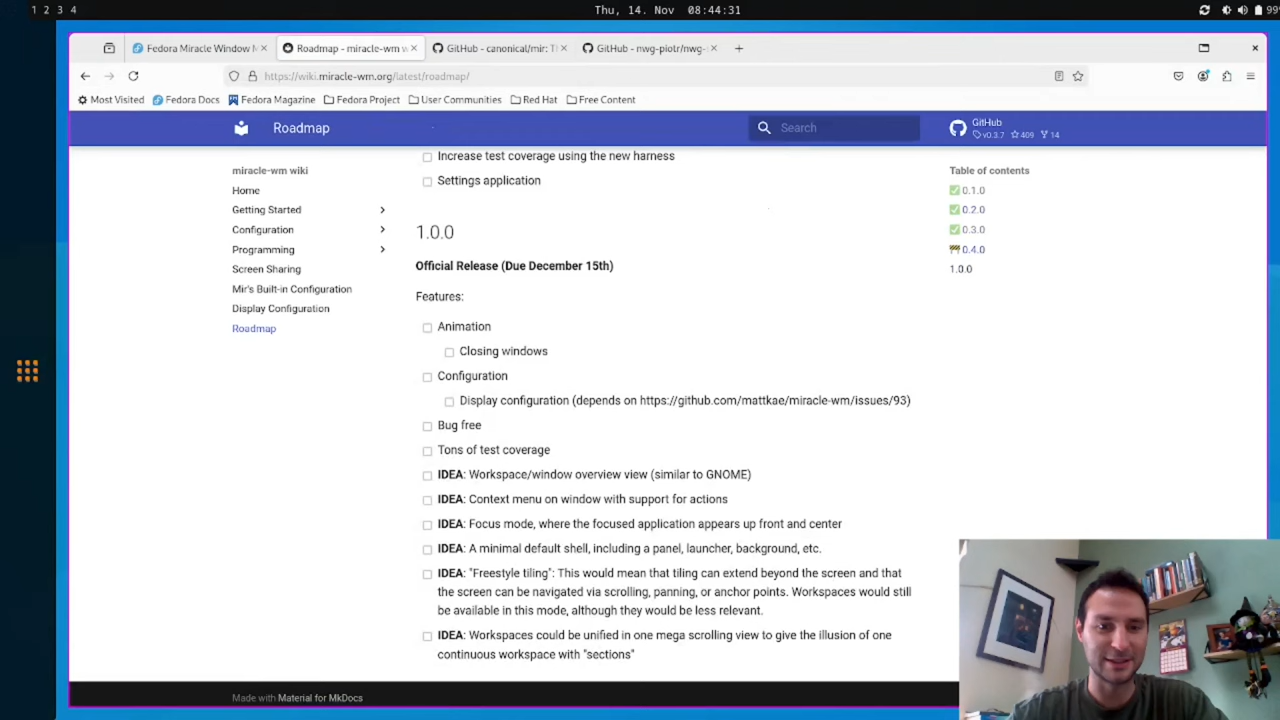 1 2 3 4
Thu, 14. Nov 08:44:31
99
Fedora Miracle Window M
Roadmap - miracle-wm w
GitHub - canonical/mir: T
GitHub - nwg-piotr/nwg-
https://wiki.miracle-wm.org/latest/roadmap/
Most Visited
Fedora Docs
Fedora Magazine
Fedora Project
User Communities
Red Hat
Free Content
Roadmap
Search
GitHub
v0.3.7 409 14
miracle-wm wiki
Home
Getting Started
Configuration
Programming
Screen Sharing
Mir's Built-in Configuration
Display Configuration
Roadmap
Increase test coverage using the new harness
Settings application
1.0.0
Official Release (Due December 15th)
Features:
Animation
Closing windows
Configuration
Display configuration (depends on https://github.com/mattkae/miracle-wm/issues/93)
Bug free
Tons of test coverage
IDEA: Workspace/window overview view (similar to GNOME)
IDEA: Context menu on window with support for actions
IDEA: Focus mode, where the focused application appears up front and center
IDEA: A minimal default shell, including a panel, launcher, background, etc.
IDEA: "Freestyle tiling": This would mean that tiling can extend beyond the screen and that
the screen can be navigated via scrolling, panning, or anchor points. Workspaces would still
be available in this mode, although they would be less relevant.
IDEA: Workspaces could be unified in one mega scrolling view to give the illusion of one
continuous workspace with "sections"
Table of contents
0.1.0
0.2.0
0.3.0
0.4.0
1.0.0
Made with Material for MkDocs